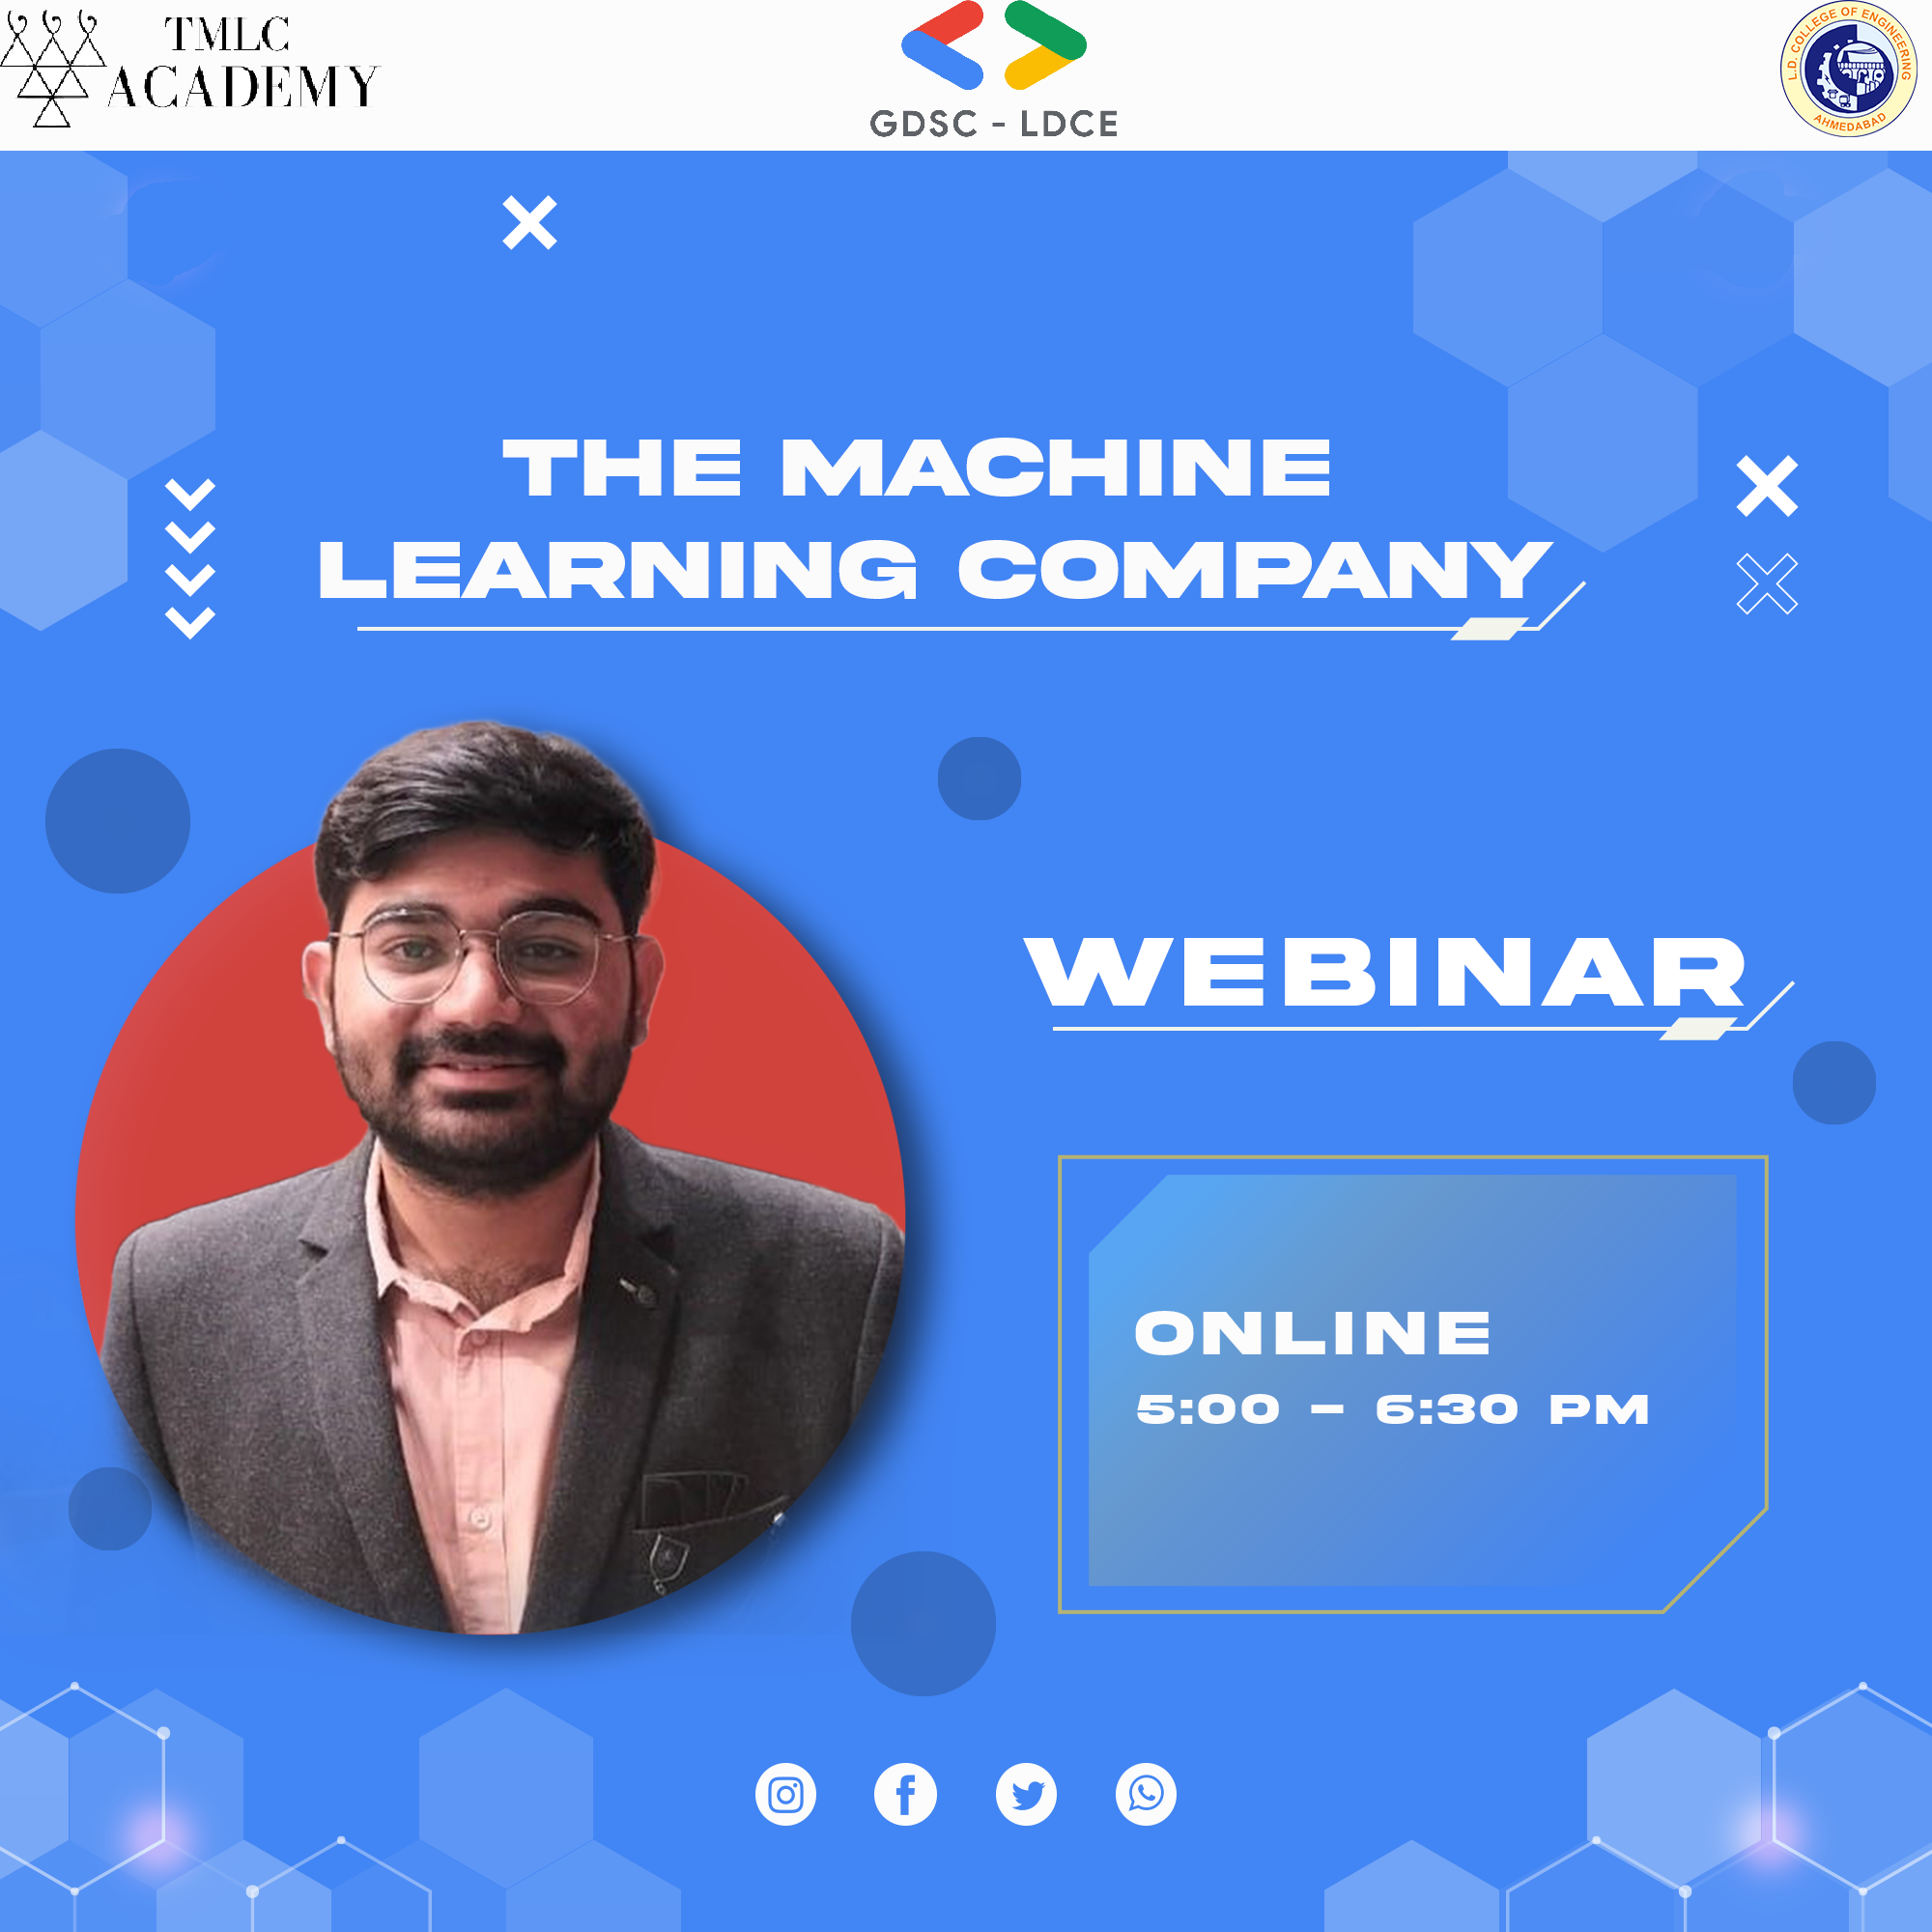 TMLC
ACADEMY
GDSC - LDCE
L.D. COLLEGE OF ENGINEERING
AHMEDABAD
THE MACHINE
LEARNING COMPANY
WEBINAR
ONLINE
5:00 – 6:30 PM